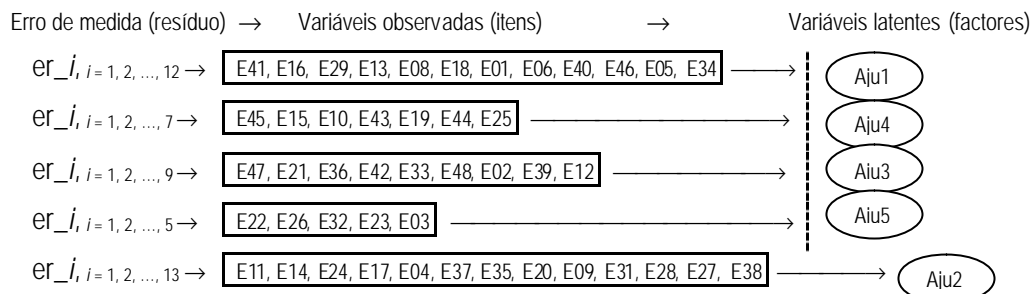 Erro de medida (resíduo) → Variáveis observadas (itens) → Variáveis latentes (factores)
er_i, i = 1, 2, ..., 12 → E41, E16, E29, E13, E08, E18, E01, E06, E40, E46, E05, E34 → Aju1
er_i, i = 1, 2, ..., 7 → E45, E15, E10, E43, E19, E44, E25 → Aju4
er_i, i = 1, 2, ..., 9 → E47, E21, E36, E42, E33, E48, E02, E39, E12 → Aju3
er_i, i = 1, 2, ..., 5 → E22, E26, E32, E23, E03 → Aiu5
er_i, i = 1, 2, ..., 13 → E11, E14, E24, E17, E04, E37, E35, E20, E09, E31, E28, E27, E38 → Aju2